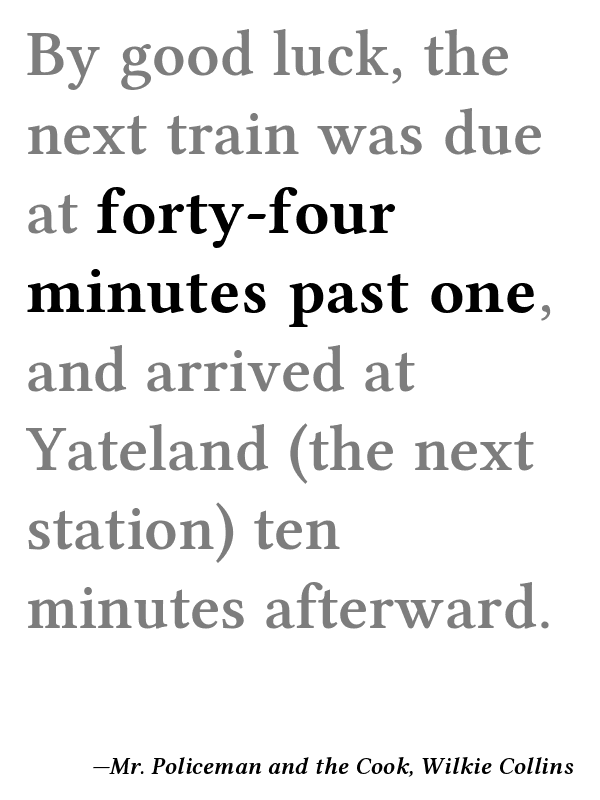 By good luck, the
next train was due
at forty-four
minutes past one,
and arrived at
Yateland (the next
station) ten
minutes afterward.
—Mr. Policeman and the Cook, Wilkie Collins